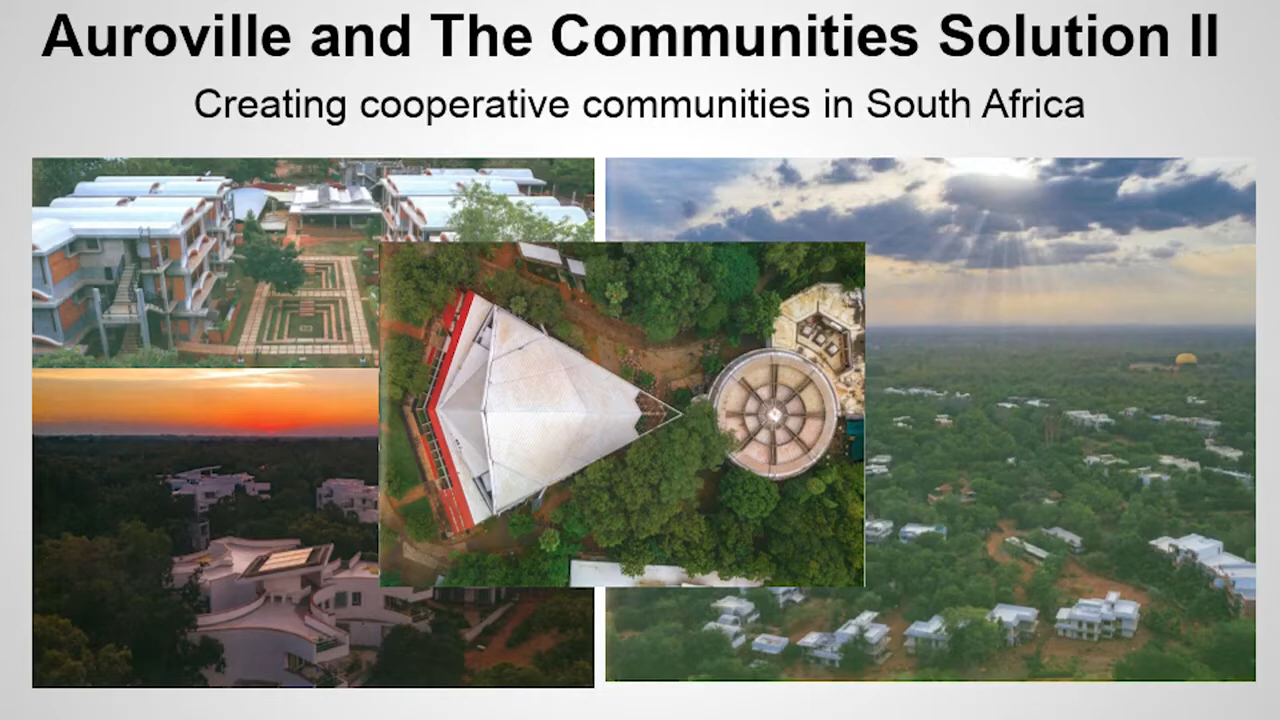 Auroville and The Communities Solution II
Creating cooperative communities in South Africa